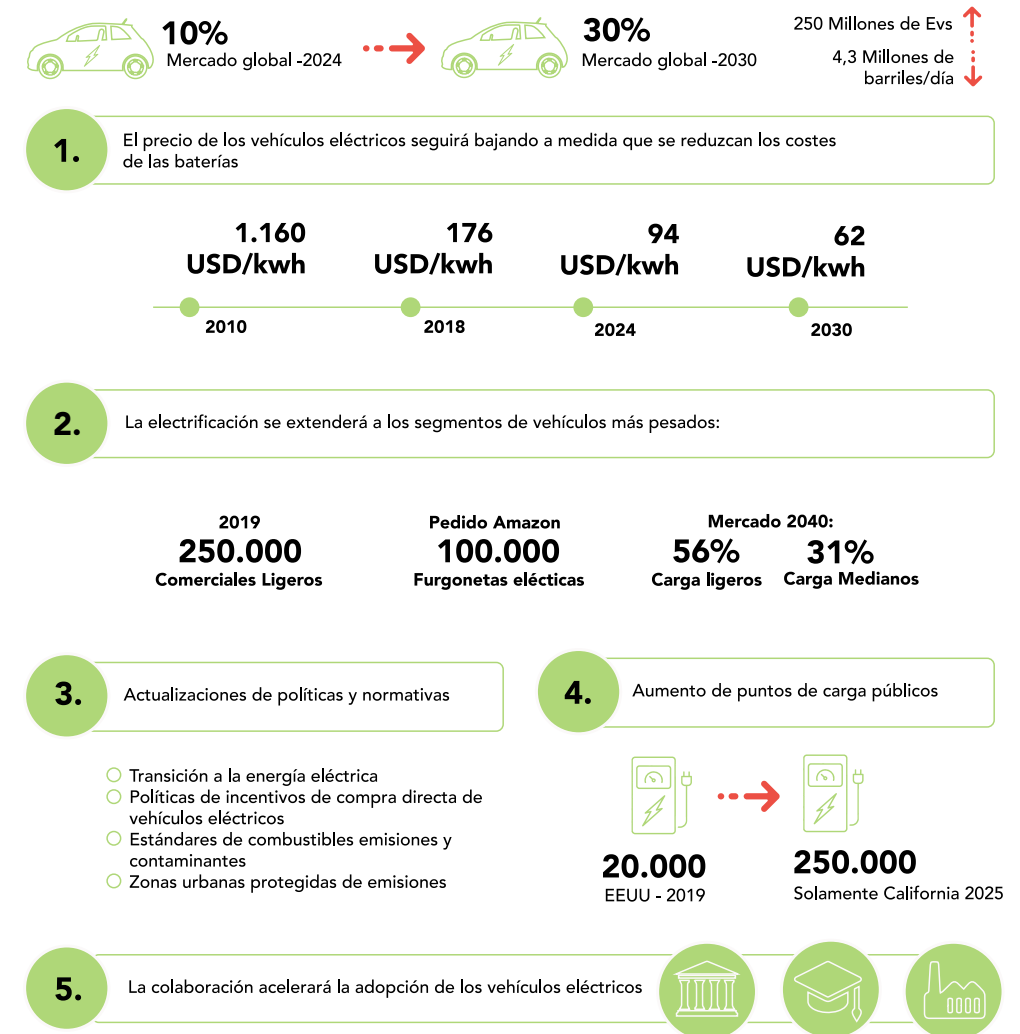 10%
Mercado global -2024
30%
Mercado global -2030
250 Millones de Evs
4,3 Millones de
barriles/día
1.
El precio de los vehículos eléctricos seguirá bajando a medida que se reduzcan los costes
de las baterías
1.160
USD/kwh
2010
176
USD/kwh
2018
94
USD/kwh
2024
62
USD/kwh
2030
2.
La electrificación se extenderá a los segmentos de vehículos más pesados:
2019
250.000
Comerciales Ligeros
Pedido Amazon
100.000
Furgonetas elécticas
Mercado 2040:
56%
Carga ligeros
31%
Carga Medianos
3.
Actualizaciones de políticas y normativas
Transición a la energía eléctrica
Políticas de incentivos de compra directa de
vehículos eléctricos
Estándares de combustibles emisiones y
contaminantes
Zonas urbanas protegidas de emisiones
4.
Aumento de puntos de carga públicos
20.000
EEUU - 2019
250.000
Solamente California 2025
5.
La colaboración acelerará la adopción de los vehículos eléctricos